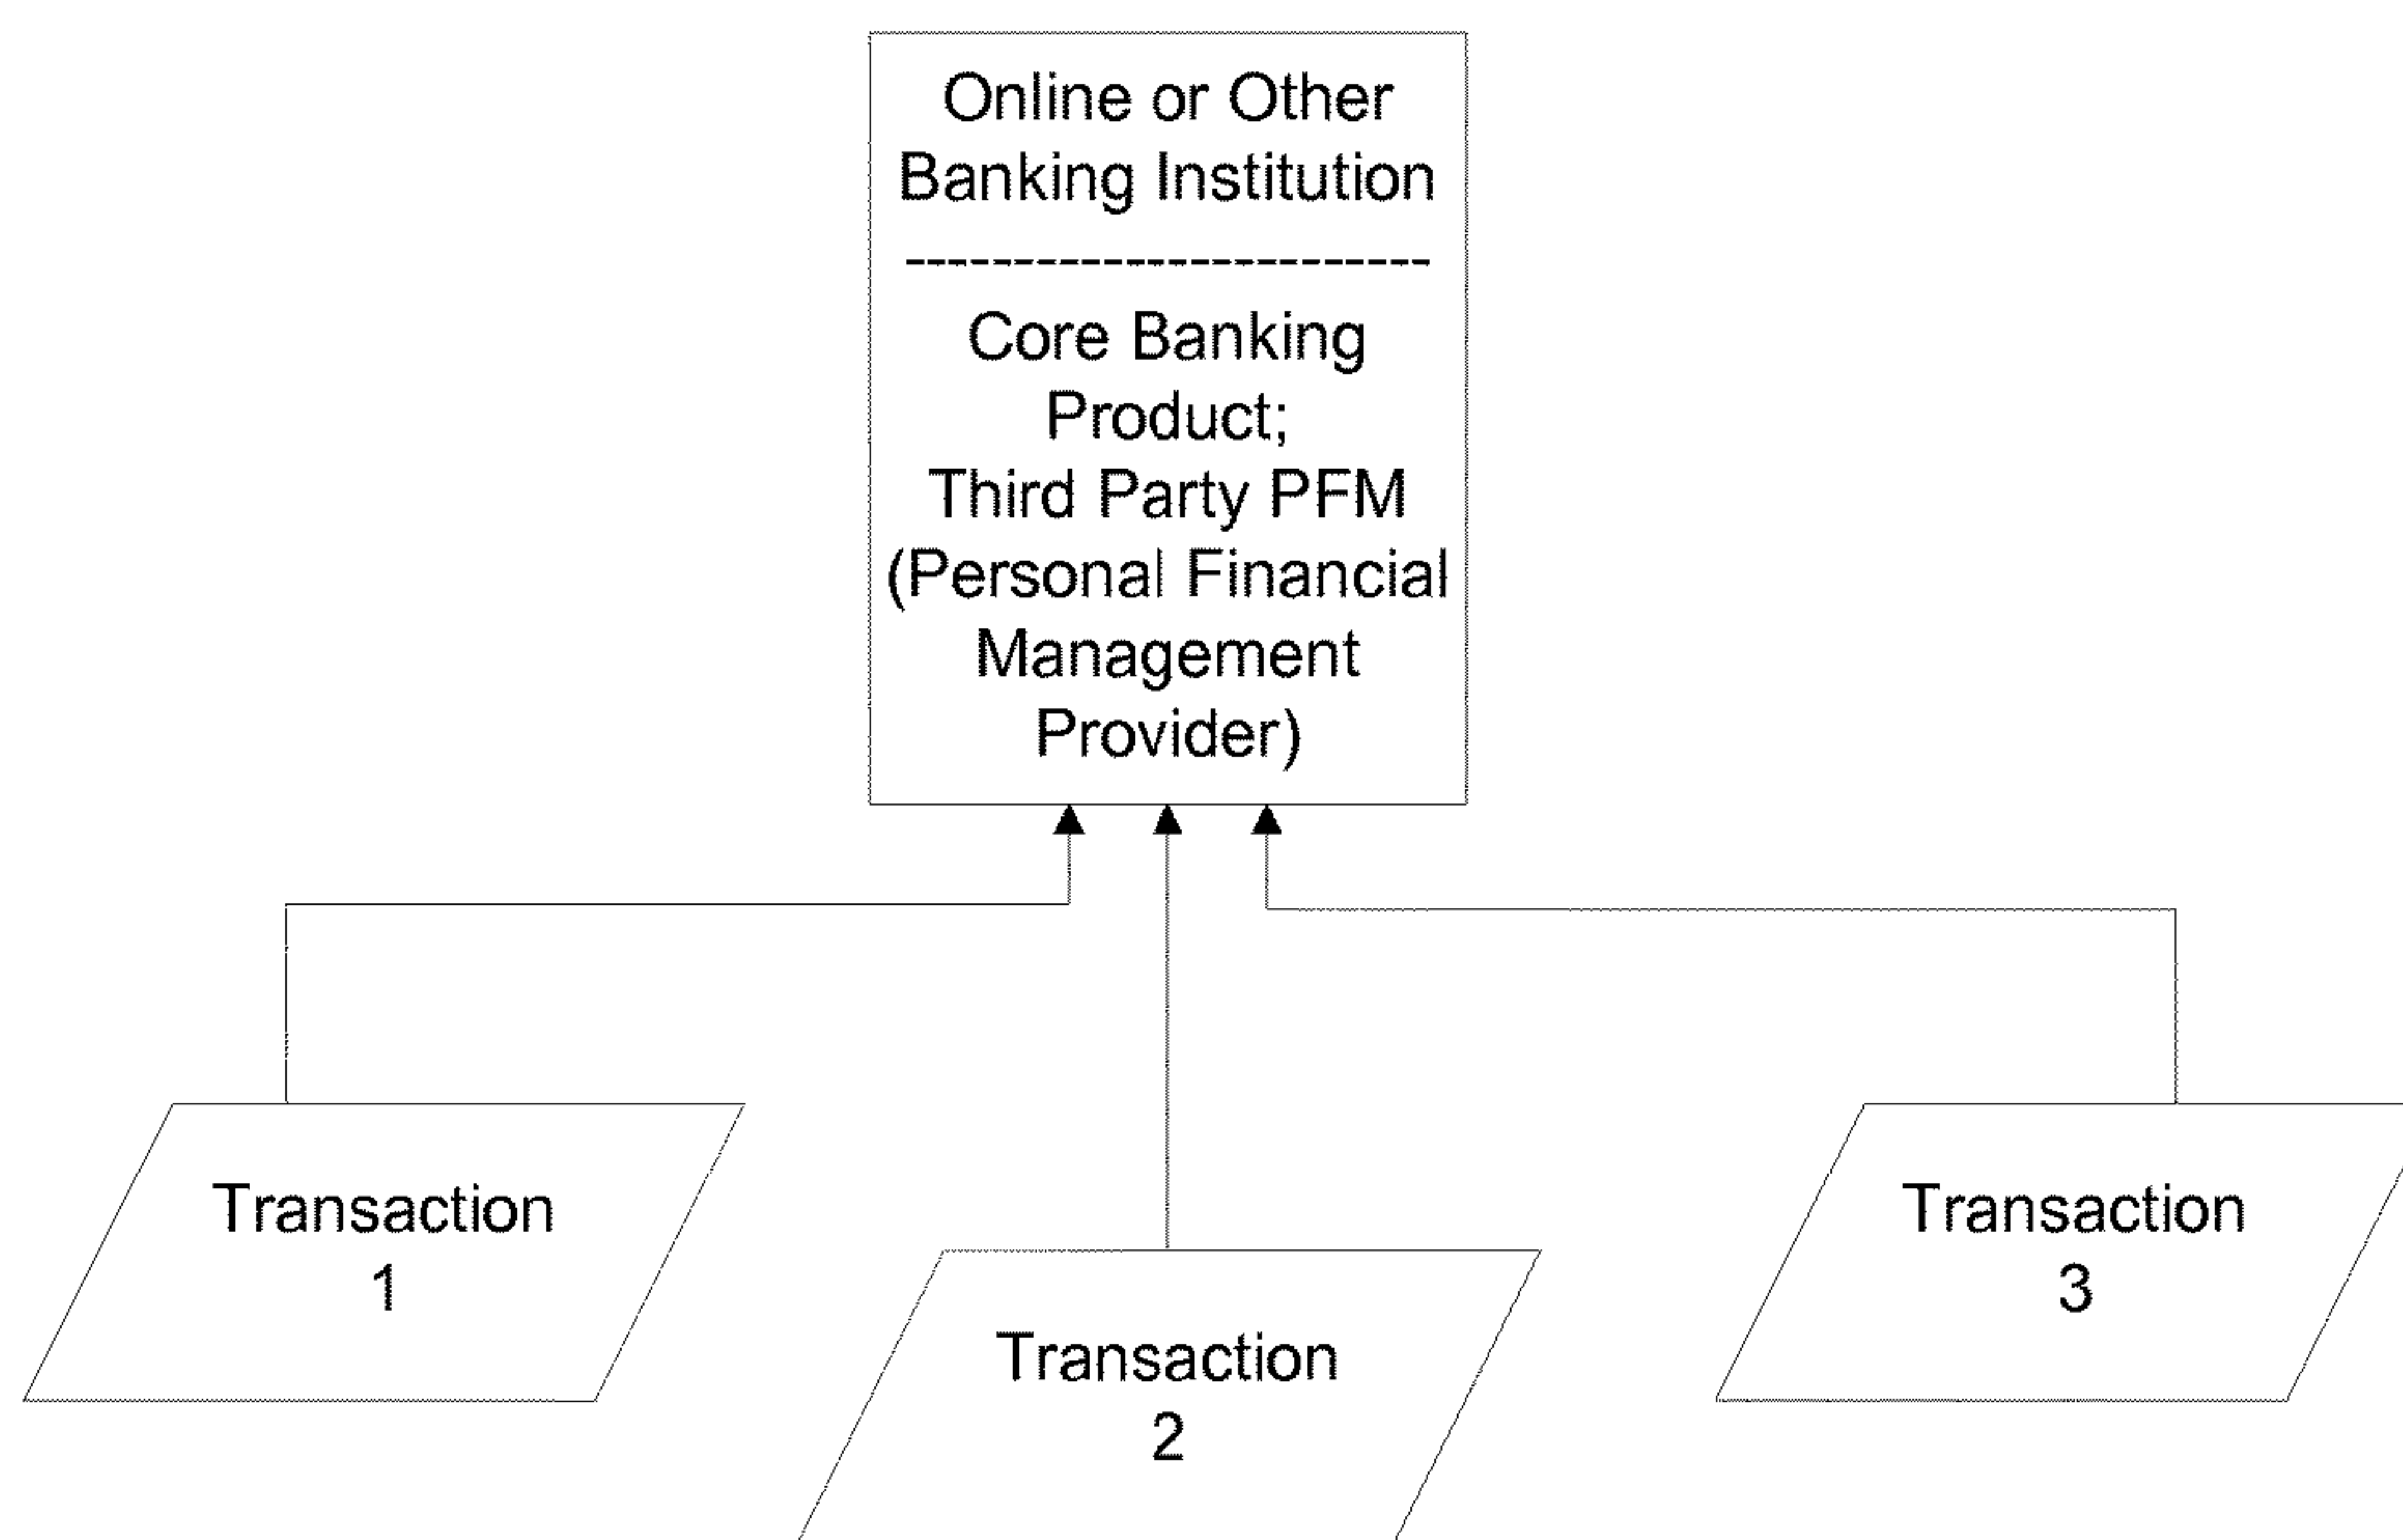 Online or Other
Banking Institution
------------------------
Core Banking
Product;
Third Party PFM
(Personal Financial
Management
Provider)
Transaction
1
Transaction
2
Transaction
3